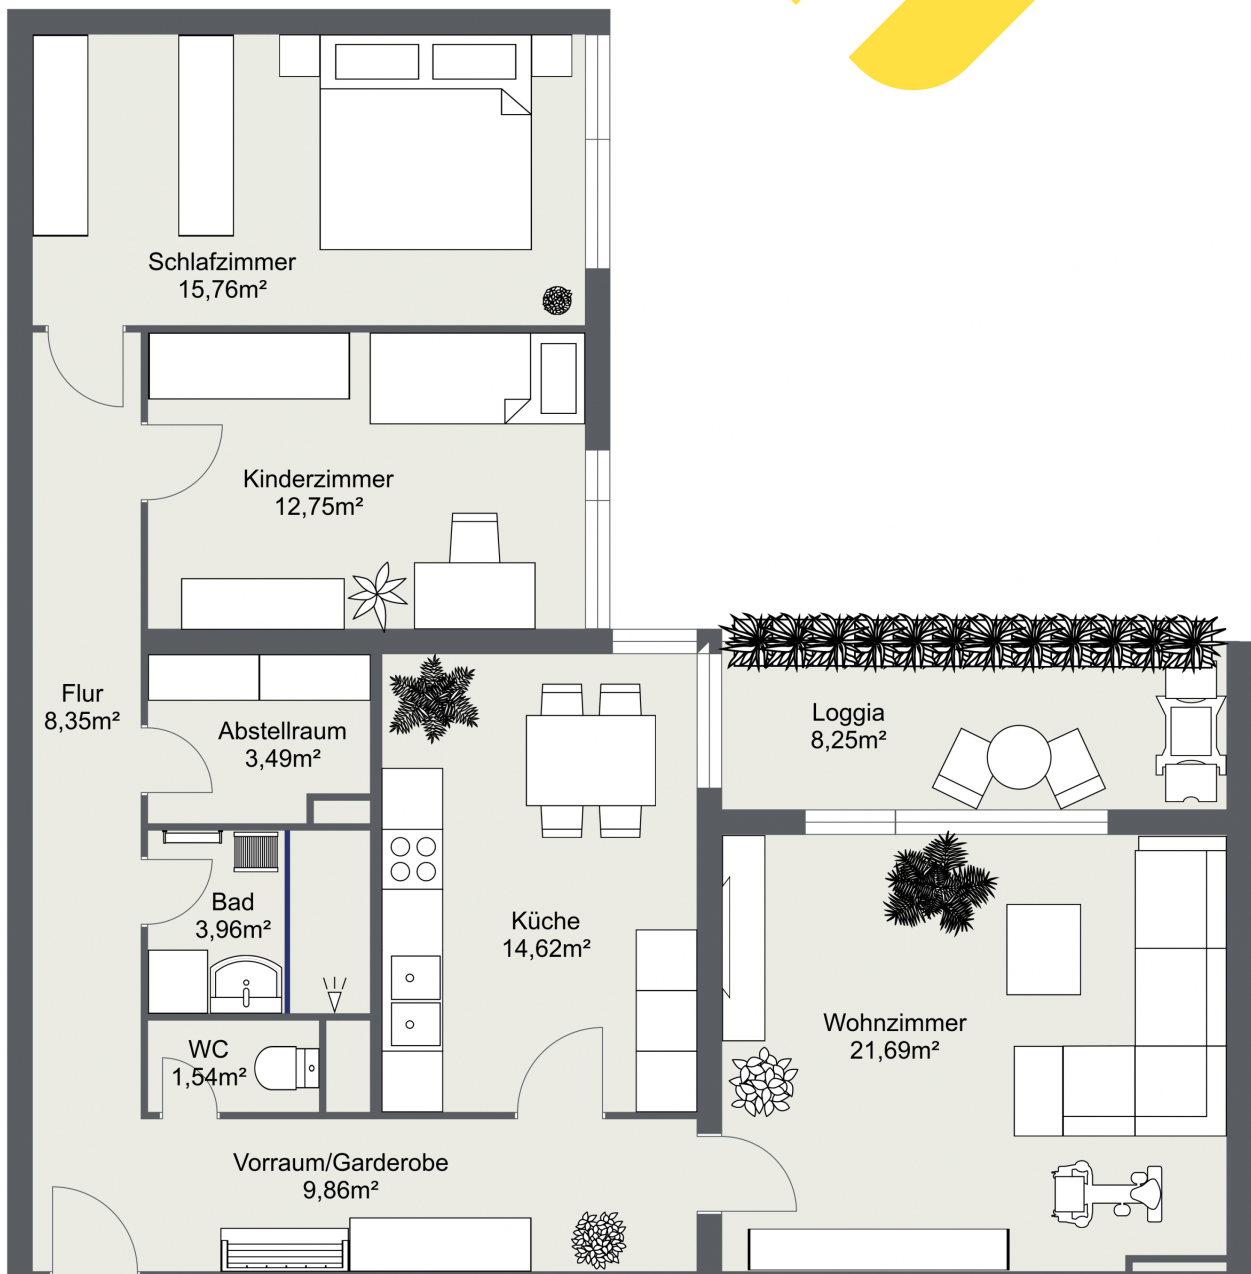 Schlafzimmer
15,76m²
Kinderzimmer
12,75m²
Flur
8,35m²
Abstellraum
3,49m²
Loggia
8,25m²
Bad
3,96m²
Küche
14,62m²
Wohnzimmer
21,69m²
WC
1,54m²
Vorraum/Garderobe
9,86m²